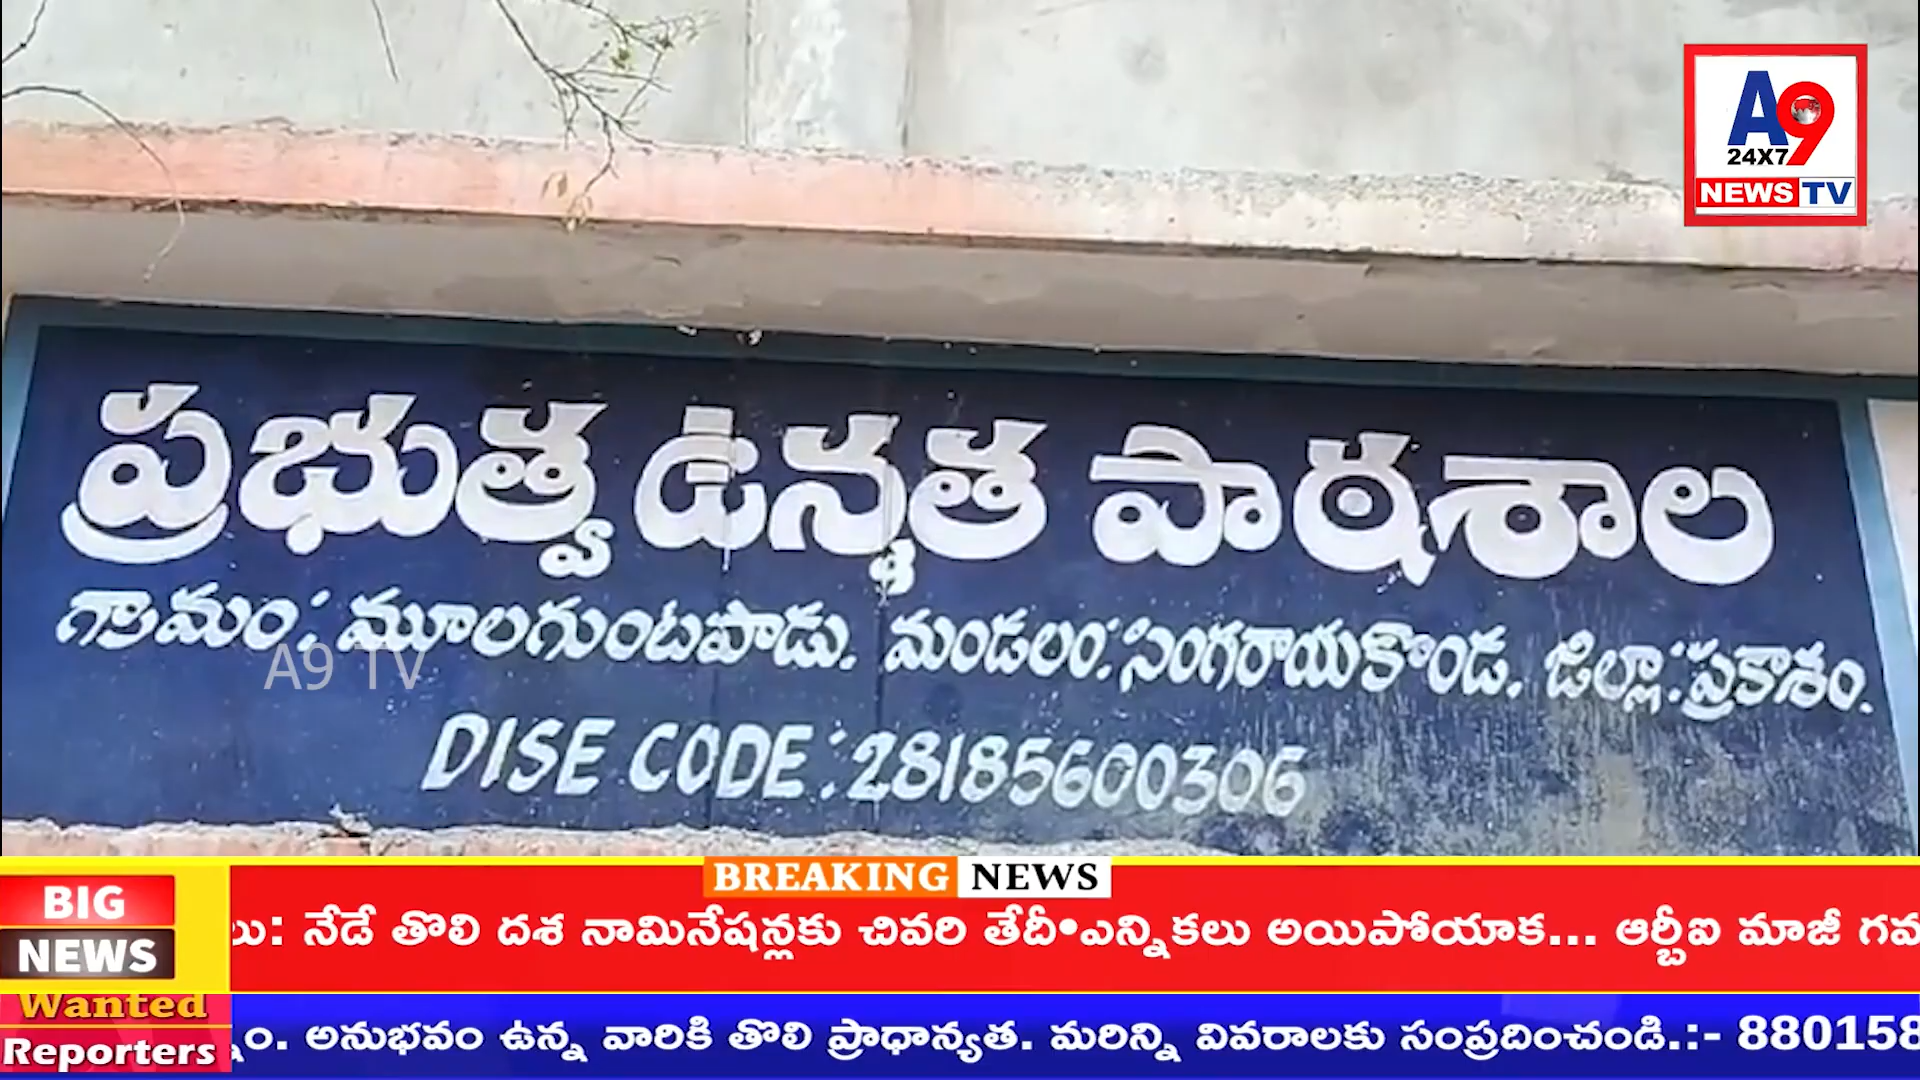 A9
24X7
NEWS TV
ప్రభుత్వ ఉన్నత పాఠశాల
గ్రామం: మూలగుంటపాడు. మండలం: సింగరాయకొండ. జిల్లా: ప్రకాశం.
A9 TV
DISE CODE: 28185600306
BREAKING NEWS
BIG NEWS
నేడే తొలి దశ నామినేషన్లకు చివరి తేదీ•ఎన్నికలు అయిపోయాక... ఆర్బీఐ మాజీ
Wanted
Reporters
అనుభవం ఉన్న వారికి తొలి ప్రాధాన్యత. మరిన్ని వివరాలకు సంప్రదించండి.:- 880158